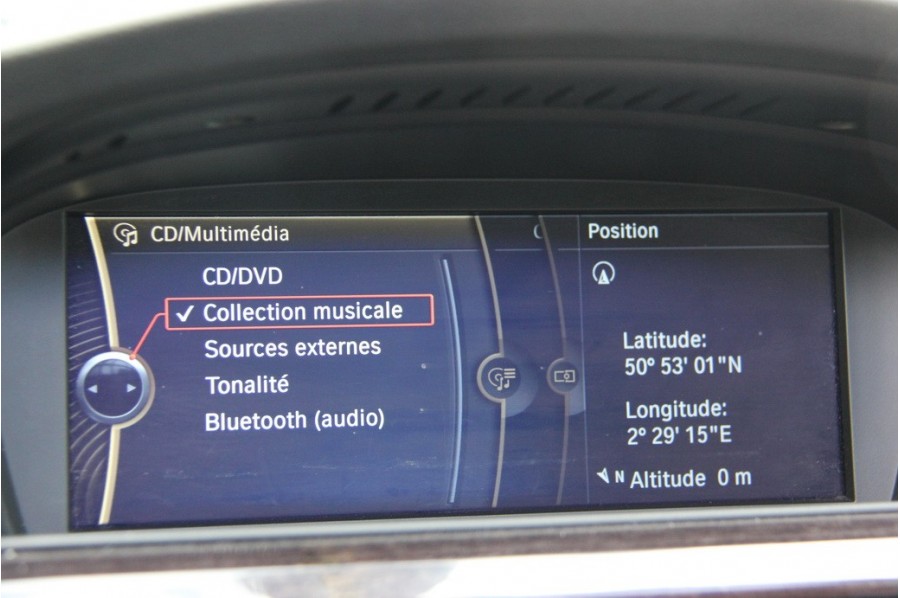 CD/Multimédia
CD/DVD
✓ Collection musicale
Sources externes
Tonalité
Bluetooth (audio)
Position
Latitude:
50° 53' 01"N
Longitude:
2° 29' 15"E
N Altitude 0 m